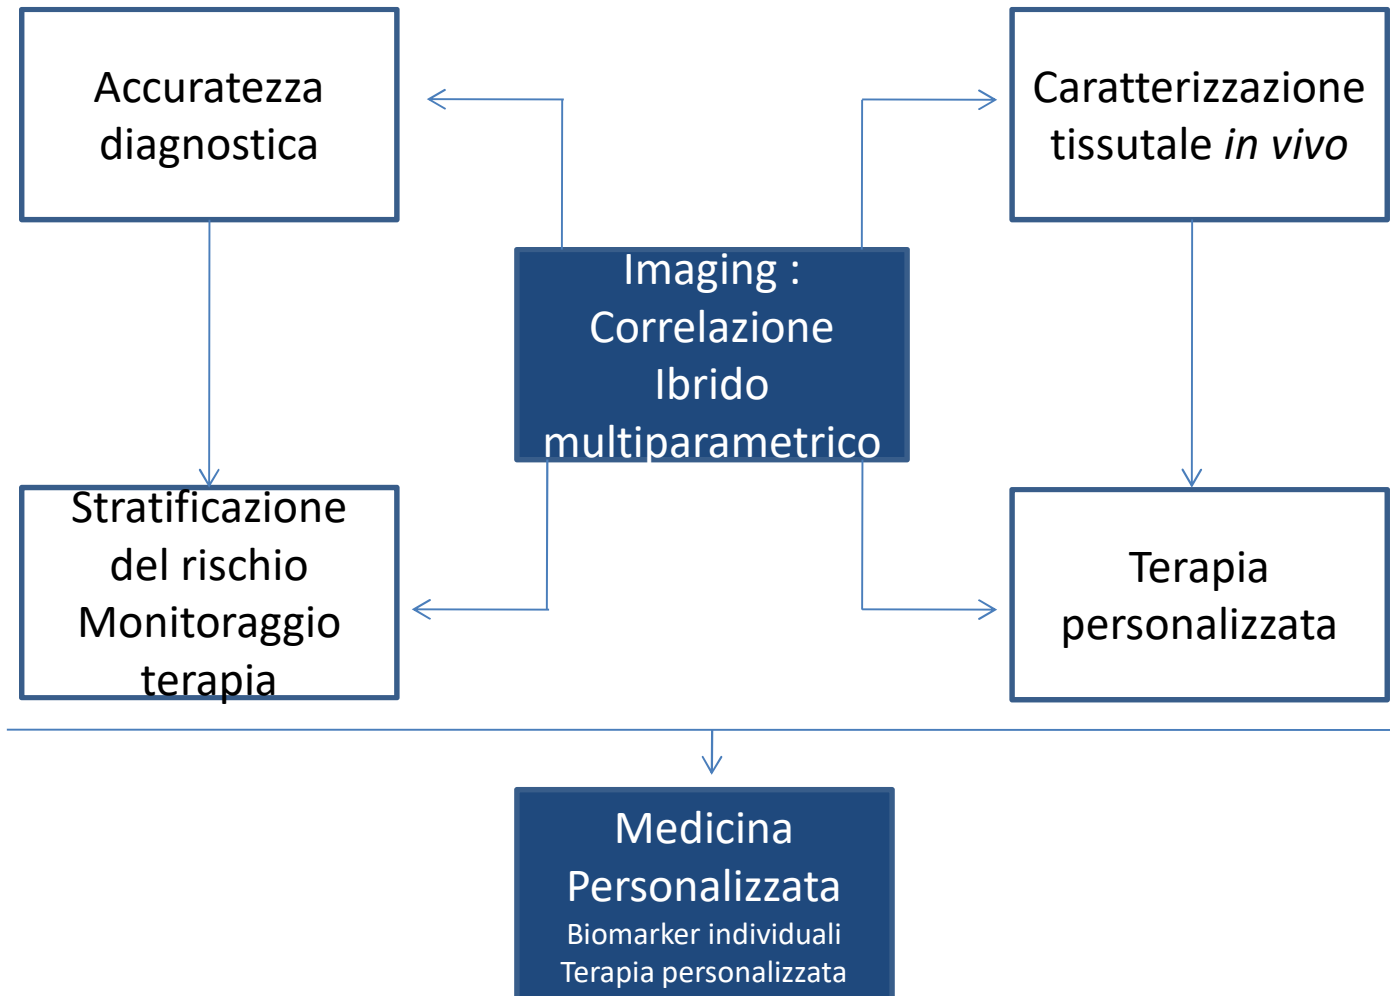 Accuratezza
diagnostica
Caratterizzazione
tissutale in vivo
Imaging :
Correlazione
Ibrido
multiparametrico
Stratificazione
del rischio
Monitoraggio
terapia
Terapia
personalizzata
Medicina
Personalizzata
Biomarker individuali
Terapia personalizzata